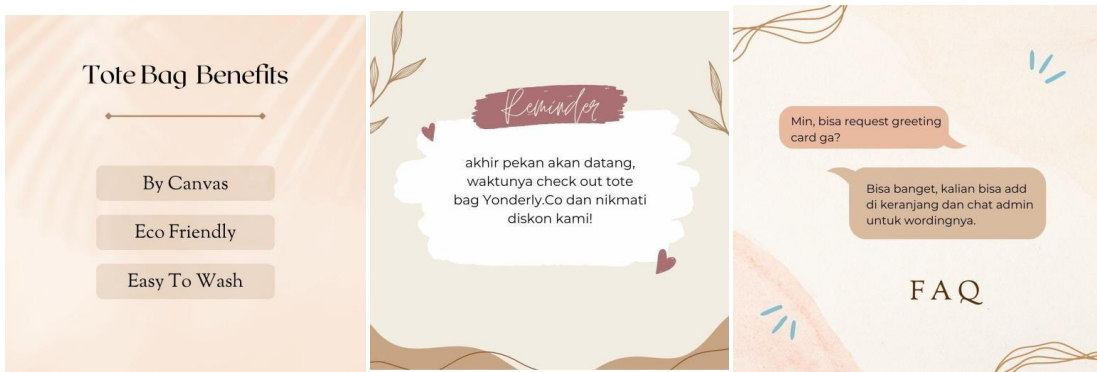 Tote Bag Benefits
By Canvas
Eco Friendly
Easy To Wash
Reminder
akhir pekan akan datang,
waktunya check out tote
bag Yonderly.Co dan nikmati
diskon kami!
Min, bisa request greeting
card ga?
Bisa banget, kalian bisa add
di keranjang dan chat admin
untuk wordingnya.
FAQ